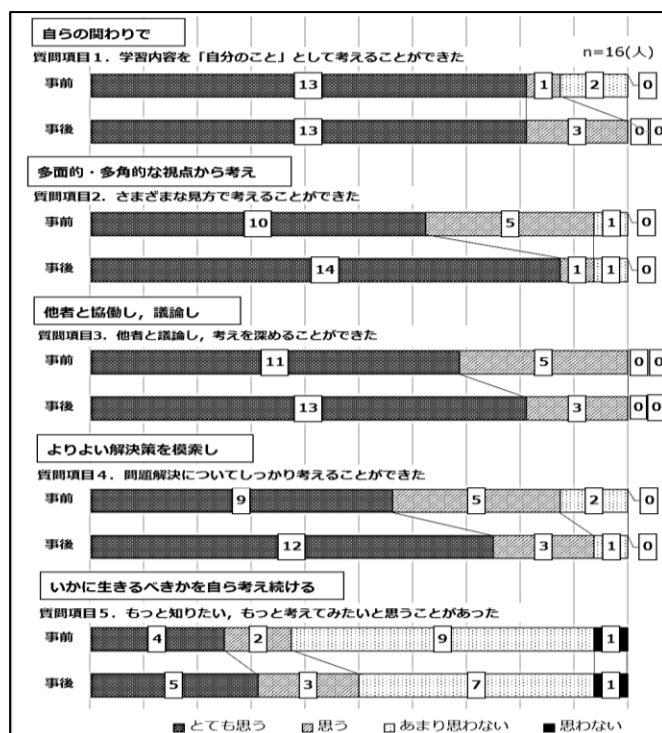 自らの関わりで
質問項目１．学習内容を「自分のこと」として考えることができた
n=16(人)
事前 13 1 2 0
事後 13 3 0 0
多面的・多角的な視点から考え
質問項目2．さまざまな見方で考えることができた
事前 10 5 1 0
事後 14 1 1 0
他者と協働し，議論し
質問項目3．他者と議論し，考えを深めることができた
事前 11 5 0 0
事後 13 3 0 0
よりよい解決策を模索し
質問項目４．問題解決についてしっかり考えることができた
事前 9 5 2 0
事後 12 3 1 0
いかに生きるべきかを自ら考え続ける
質問項目５．もっと知りたい，もっと考えてみたいと思うことがあった
事前 4 2 9 1
事後 5 3 7 1
とても思う 思う あまり思わない 思わない